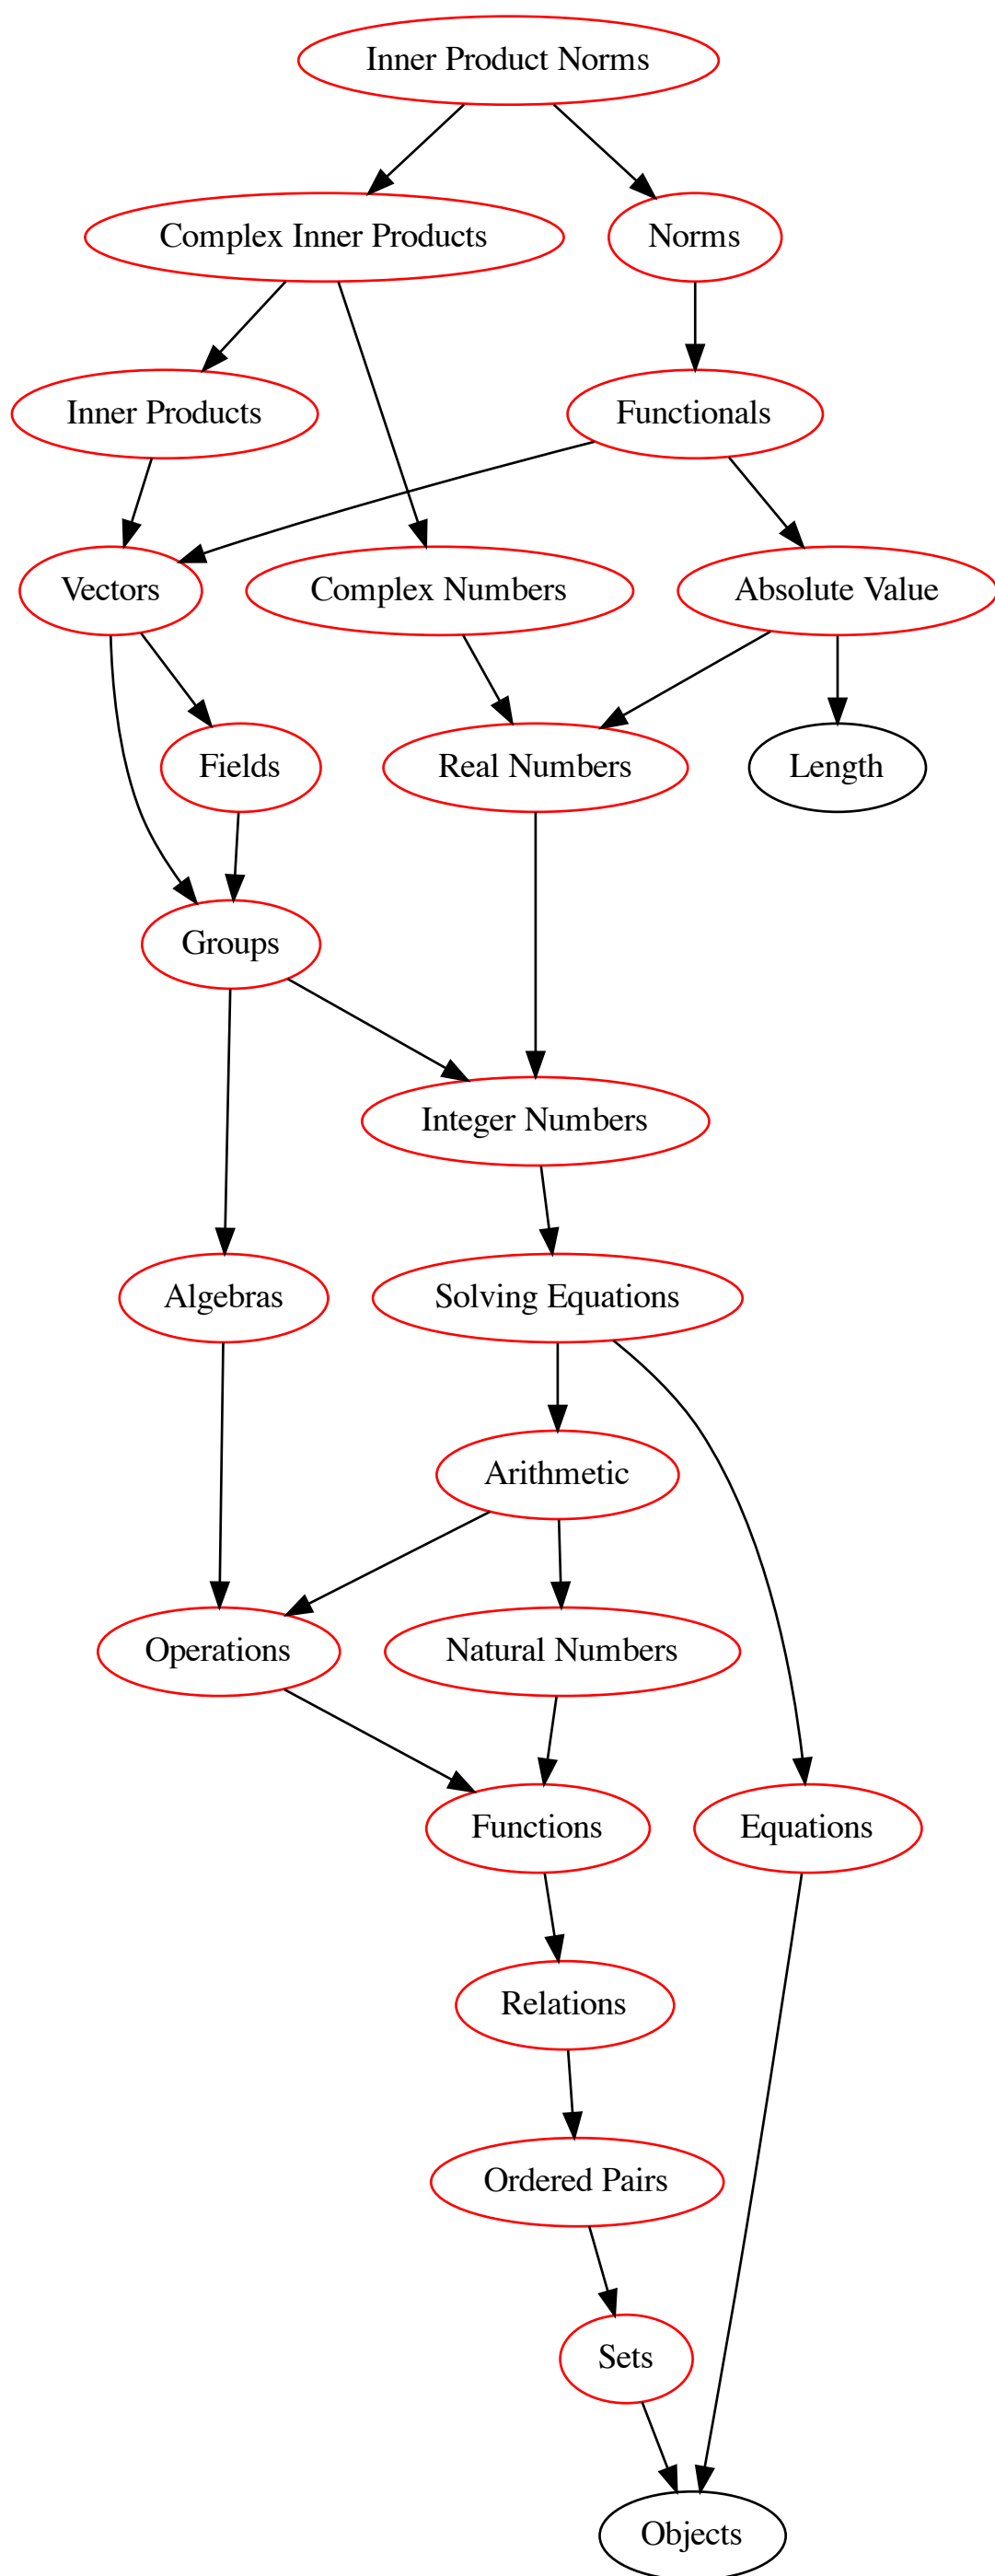 Inner Product Norms
Complex Inner Products
Norms
Inner Products
Functionals
Vectors
Complex Numbers
Absolute Value
Fields
Real Numbers
Length
Groups
Integer Numbers
Algebras
Solving Equations
Arithmetic
Operations
Natural Numbers
Functions
Equations
Relations
Ordered Pairs
Sets
Objects